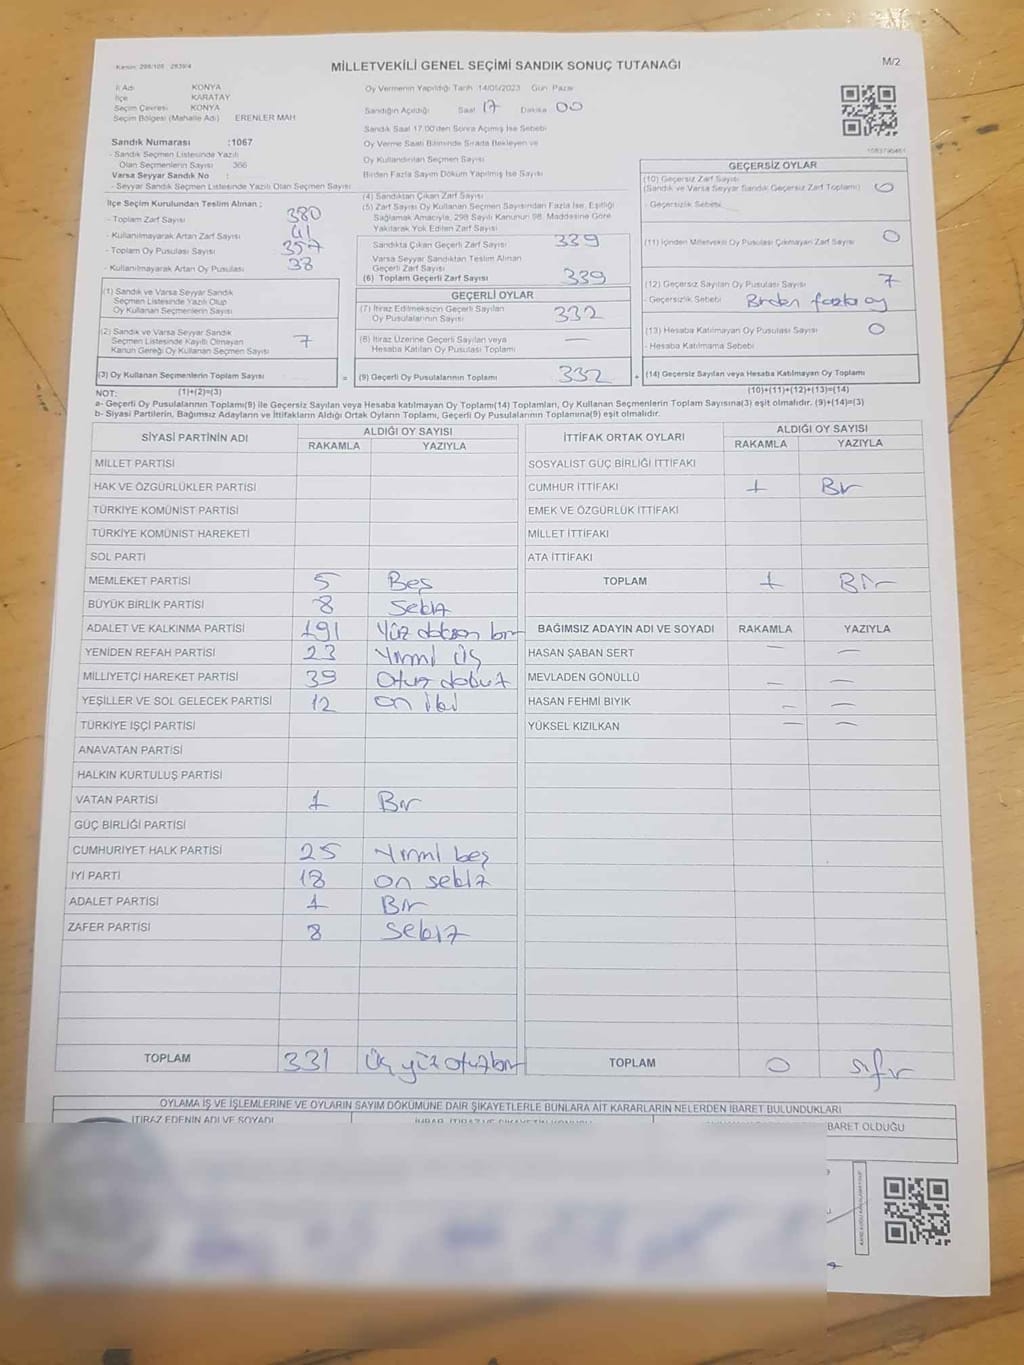 Kanun: 298/105 2839/4
MİLLETVEKİLİ GENEL SEÇİMİ SANDIK SONUÇ TUTANAĞI
M/2
İl Adı KONYA
İlçe KARATAY
Seçim Çevresi KONYA
Seçim Bölgesi (Mahalle Adı) ERENLER MAH
Oy Vermenin Yapıldığı Tarih 14/05/2023 Gün Pazar
Sandığın Açıldığı Saat 17 Dakika 00
Sandık Saat 17.00'den Sonra Açımış İse Sebebi
Oy Verme Saati Bitiminde Sırada Bekleyen ve
Oy Kullandırılan Seçmen Sayısı
Birden Fazla Sayım Döküm Yapılmış İse Sayısı
Sandık Numarası :1067
- Sandık Seçmen Listesinde Yazılı
Olan Seçmenlerin Sayısı 366
Varsa Seyyar Sandık No :
- Seyyar Sandık Seçmen Listesinde Yazılı Olan Seçmen Sayısı
İlçe Seçim Kurulundan Teslim Alınan ;
- Toplam Zarf Sayısı 380
- Kullanılmayarak Artan Zarf Sayısı 41
- Toplam Oy Pusulası Sayısı 357
- Kullanılmayarak Artan Oy Pusulası 38
(1) Sandık ve Varsa Seyyar Sandık
Seçmen Listesinde Yazılı Olup
Oy Kullanan Seçmenlerin Sayısı
(2) Sandık ve Varsa Seyyar Sandık
Seçmen Listesinde Kayıtlı Olmayan
Kanun Gereği Oy Kullanan Seçmen Sayısı 7
(3) Oy Kullanan Seçmenlerin Toplam Sayısı
(1)+(2)=(3)
(4) Sandıktan Çıkan Zarf Sayısı
(5) Zarf Sayısı Oy Kullanan Seçmen Sayısından Fazla İse, Eşitliği
Sağlamak Amacıyla, 298 Sayılı Kanunun 98. Maddesine Göre
Yakılarak Yok Edilen Zarf Sayısı
Sandıkta Çıkan Geçerli Zarf Sayısı 339
Varsa Seyyar Sandıktan Teslim Alınan
Geçerli Zarf Sayısı
(6) Toplam Geçerli Zarf Sayısı 339
GEÇERLİ OYLAR
(7) İtiraz Edilmeksizin Geçerli Sayılan
Oy Pusulalarının Sayısı 332
(8) İtiraz Üzerine Geçerli Sayılan veya
Hesaba Katılan Oy Pusulası Toplamı —
= (9) Geçerli Oy Pusulalarının Toplamı 332
GEÇERSİZ OYLAR
(10) Geçersiz Zarf Sayısı
(Sandık ve Varsa Seyyar Sandık Geçersiz Zarf Toplamı) 0
- Geçersizlik Sebebi
(11) İçinden Milletvekili Oy Pusulası Çıkmayan Zarf Sayısı 0
(12) Geçersiz Sayılan Oy Pusulası Sayısı 7
- Geçersizlik Sebebi Birden fazla oy
(13) Hesaba Katılmayan Oy Pusulası Sayısı 0
- Hesaba Katılmama Sebebi
+ (14) Geçersiz Sayılan veya Hesaba Katılmayan Oy Toplamı
(10)+(11)+(12)+(13)=(14)
NOT:
a- Geçerli Oy Pusulalarının Toplamı(9) ile Geçersiz Sayılan veya Hesaba katılmayan Oy Toplamı(14) Toplamları, Oy Kullanan Seçmenlerin Toplam Sayısına(3) eşit olmalıdır. (9)+(14)=(3)
b- Siyasi Partilerin, Bağımsız Adayların ve İttifakların Aldığı Ortak Oyların Toplamı, Geçerli Oy Pusulalarının Toplamına(9) eşit olmalıdır.
SİYASİ PARTİNİN ADI ALDIĞI OY SAYISI
RAKAMLA YAZIYLA
MİLLET PARTİSİ
HAK VE ÖZGÜRLÜKLER PARTİSİ
TÜRKİYE KOMÜNİST PARTİSİ
TÜRKİYE KOMÜNİST HAREKETİ
SOL PARTİ
MEMLEKET PARTİSİ 5 Beş
BÜYÜK BİRLİK PARTİSİ 8 Sekiz
ADALET VE KALKINMA PARTİSİ 191 Yüz doksan bir
YENİDEN REFAH PARTİSİ 23 Yirmi üç
MİLLİYETÇİ HAREKET PARTİSİ 39 Otuz dokuz
YEŞİLLER VE SOL GELECEK PARTİSİ 12 on iki
TÜRKİYE İŞÇİ PARTİSİ
ANAVATAN PARTİSİ
HALKIN KURTULUŞ PARTİSİ
VATAN PARTİSİ 1 Bir
GÜÇ BİRLİĞİ PARTİSİ
CUMHURİYET HALK PARTİSİ 25 Yirmi beş
İYİ PARTİ 18 on sekiz
ADALET PARTİSİ 1 Bir
ZAFER PARTİSİ 8 Sekiz
TOPLAM 331 üç yüz otuz bir
İTTİFAK ORTAK OYLARI ALDIĞI OY SAYISI
RAKAMLA YAZIYLA
SOSYALİST GÜÇ BİRLİĞİ İTTİFAKI
CUMHUR İTTİFAKI 1 Bir
EMEK VE ÖZGÜRLÜK İTTİFAKI
MİLLET İTTİFAKI
ATA İTTİFAKI
TOPLAM 1 Bir
BAĞIMSIZ ADAYIN ADI VE SOYADI RAKAMLA YAZIYLA
HASAN ŞABAN SERT — —
MEVLADEN GÖNÜLLÜ — —
HASAN FEHMİ BIYIK — —
YÜKSEL KIZILKAN — —
TOPLAM 0 sıfır
OYLAMA İŞ VE İŞLEMLERİNE VE OYLARIN SAYIM DÖKÜMÜNE DAİR ŞİKAYETLERLE BUNLARA AİT KARARLARIN NELERDEN İBARET BULUNDUKLARI
İTİRAZ EDENİN ADI VE SOYADI
İBARET OLDUĞU